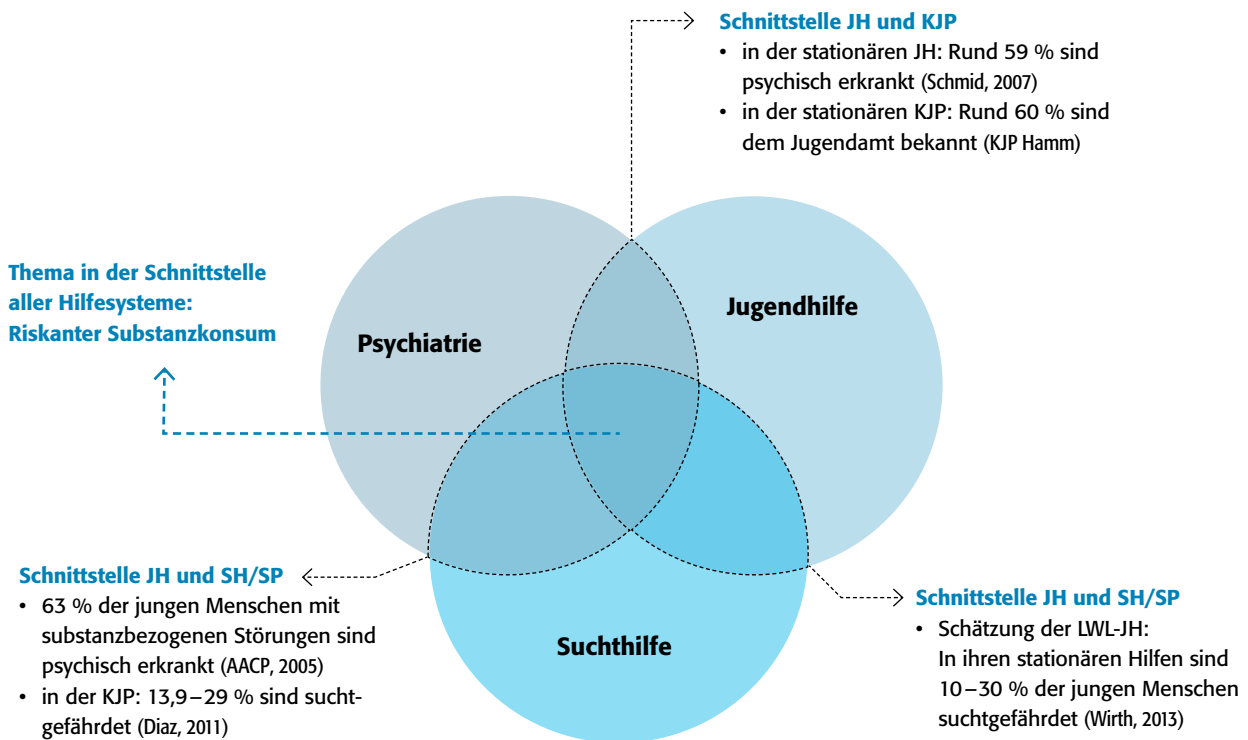 Schnittstelle JH und KJP
• in der stationären JH: Rund 59 % sind
psychisch erkrankt (Schmid, 2007)
• in der stationären KJP: Rund 60 % sind
dem Jugendamt bekannt (KJP Hamm)
Thema in der Schnittstelle
aller Hilfesysteme:
Riskanter Substanzkonsum
Psychiatrie
Jugendhilfe
Suchthilfe
Schnittstelle JH und SH/SP
• 63 % der jungen Menschen mit
substanzbezogenen Störungen sind
psychisch erkrankt (AACP, 2005)
• in der KJP: 13,9–29 % sind sucht-
gefährdet (Diaz, 2011)
Schnittstelle JH und SH/SP
• Schätzung der LWL-JH:
In ihren stationären Hilfen sind
10–30 % der jungen Menschen
suchtgefährdet (Wirth, 2013)